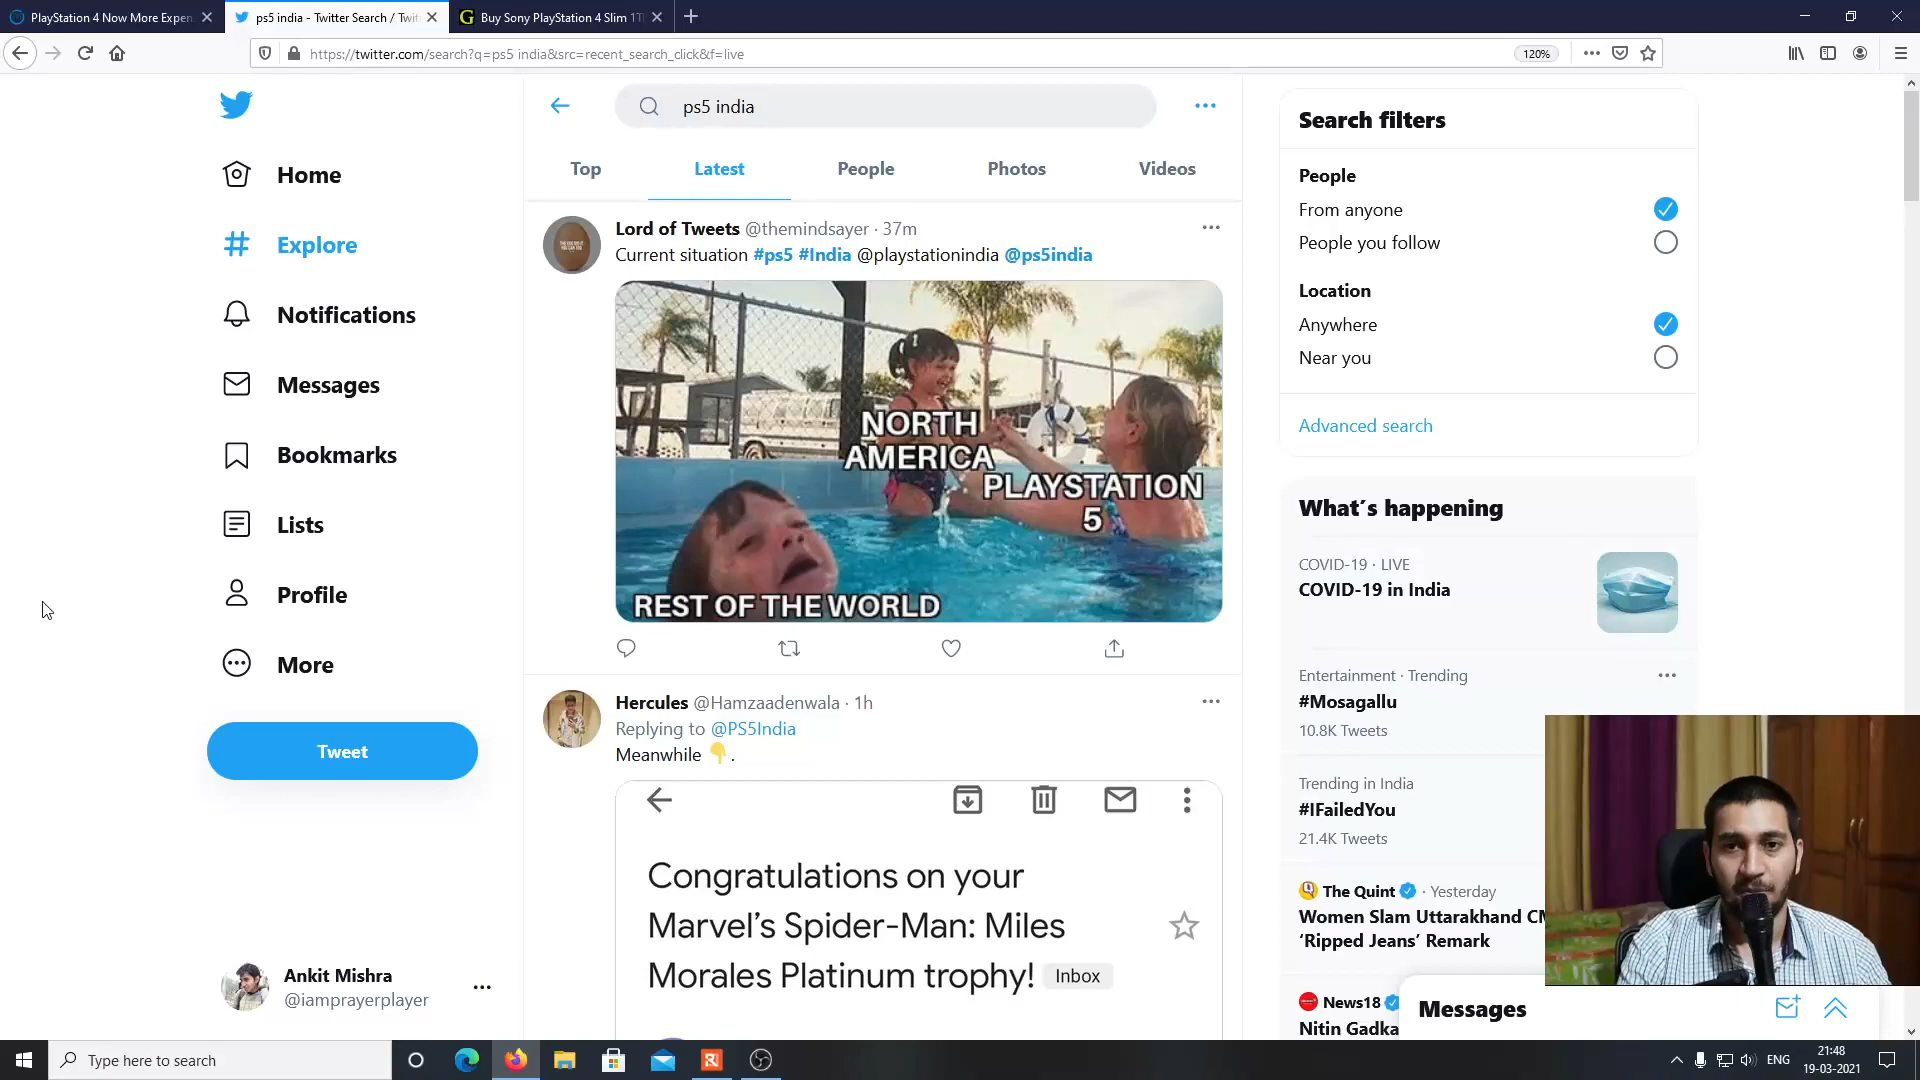 PlayStation 4 Now More Expen
ps5 india - Twitter Search / Twit
Buy Sony PlayStation 4 Slim 1T
https://twitter.com/search?q=ps5 india&src=recent_search_click&f=live
120%
ps5 india
Top
Latest
People
Photos
Videos
Home
Explore
Notifications
Messages
Bookmarks
Lists
Profile
More
Tweet
Ankit Mishra
@iamprayerplayer
Lord of Tweets @themindsayer · 37m
Current situation #ps5 #India @playstationindia @ps5india
NORTH
AMERICA
PLAYSTATION
5
REST OF THE WORLD
Hercules @Hamzaadenwala · 1h
Replying to @PS5India
Meanwhile 👇.
Congratulations on your
Marvel's Spider-Man: Miles
Morales Platinum trophy! Inbox
Search filters
People
From anyone
People you follow
Location
Anywhere
Near you
Advanced search
What's happening
COVID-19 · LIVE
COVID-19 in India
Entertainment · Trending
#Mosagallu
10.8K Tweets
Trending in India
#IFailedYou
21.4K Tweets
The Quint · Yesterday
Women Slam Uttarakhand CM
'Ripped Jeans' Remark
News18
Nitin Gadka
Messages
Type here to search
ENG
21:48
19-03-2021